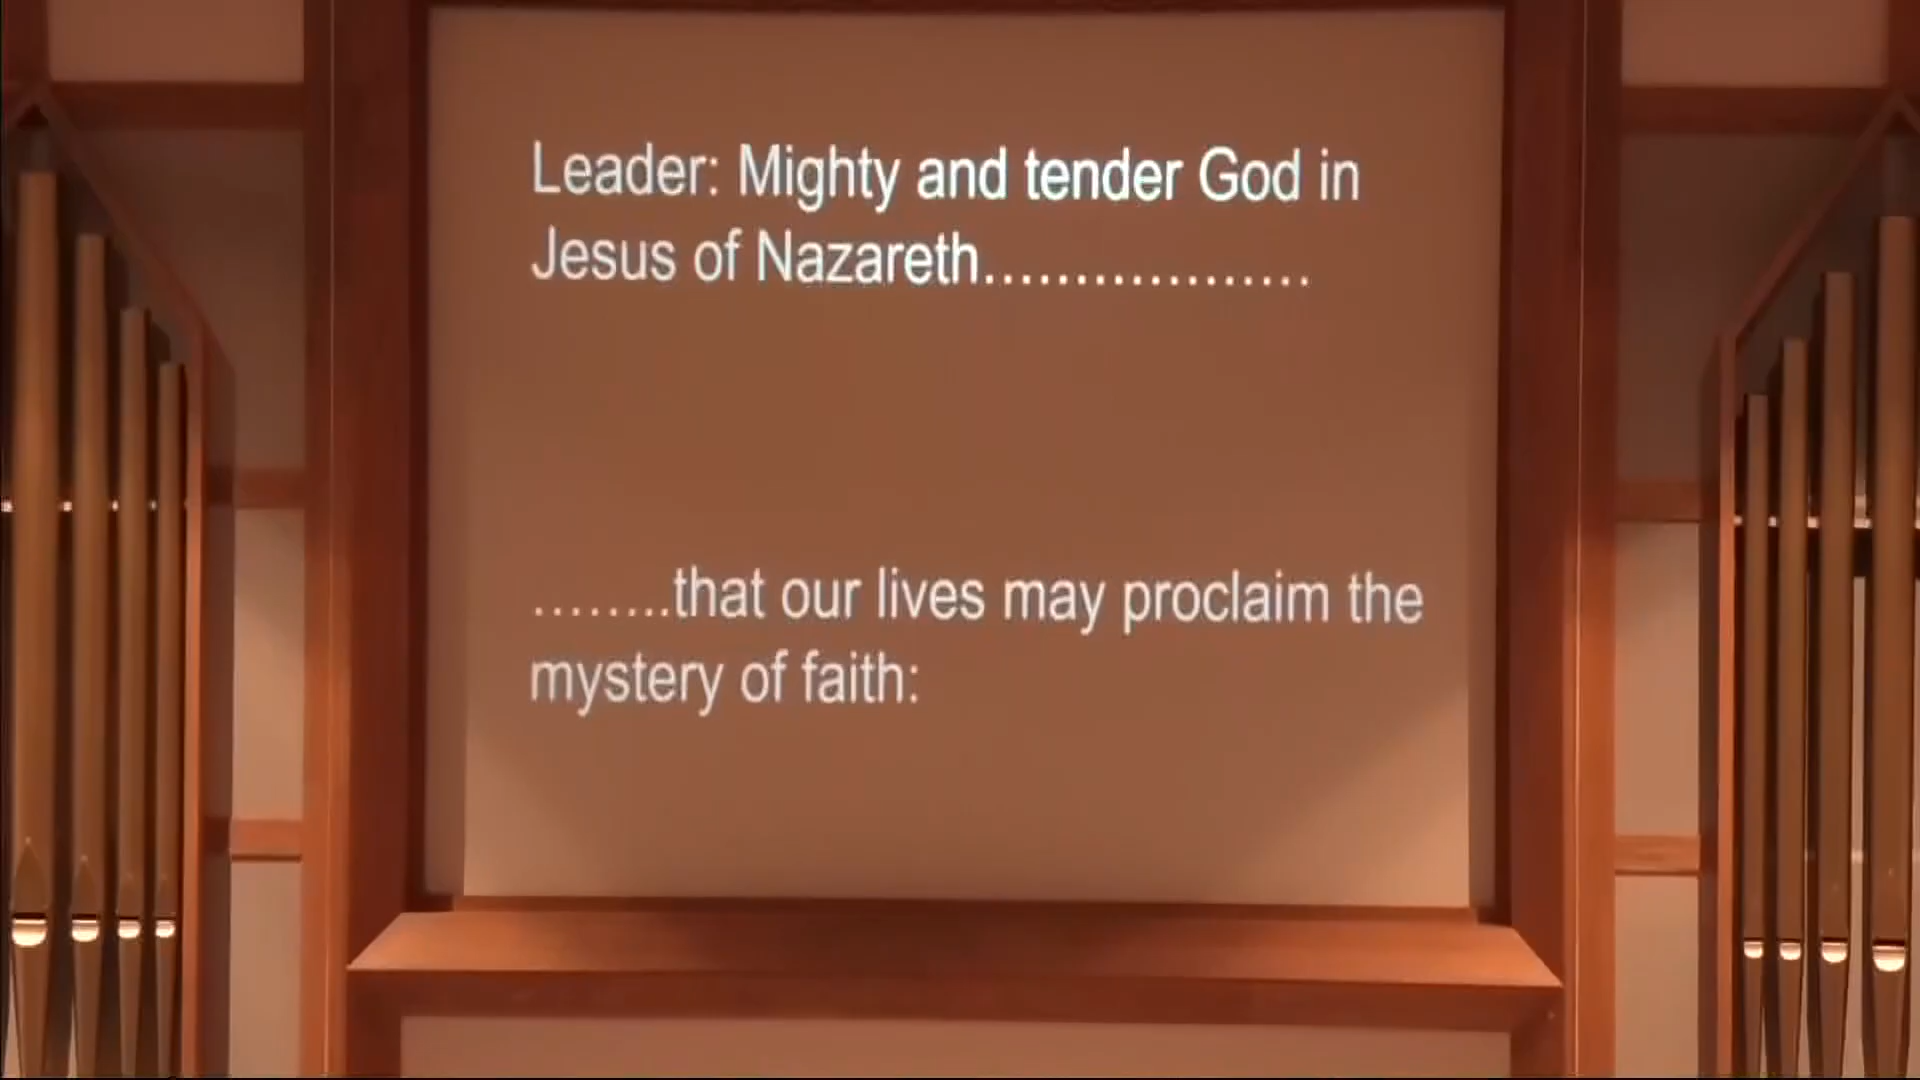 Leader: Mighty and tender God in
Jesus of Nazareth..................
........that our lives may proclaim the
mystery of faith: